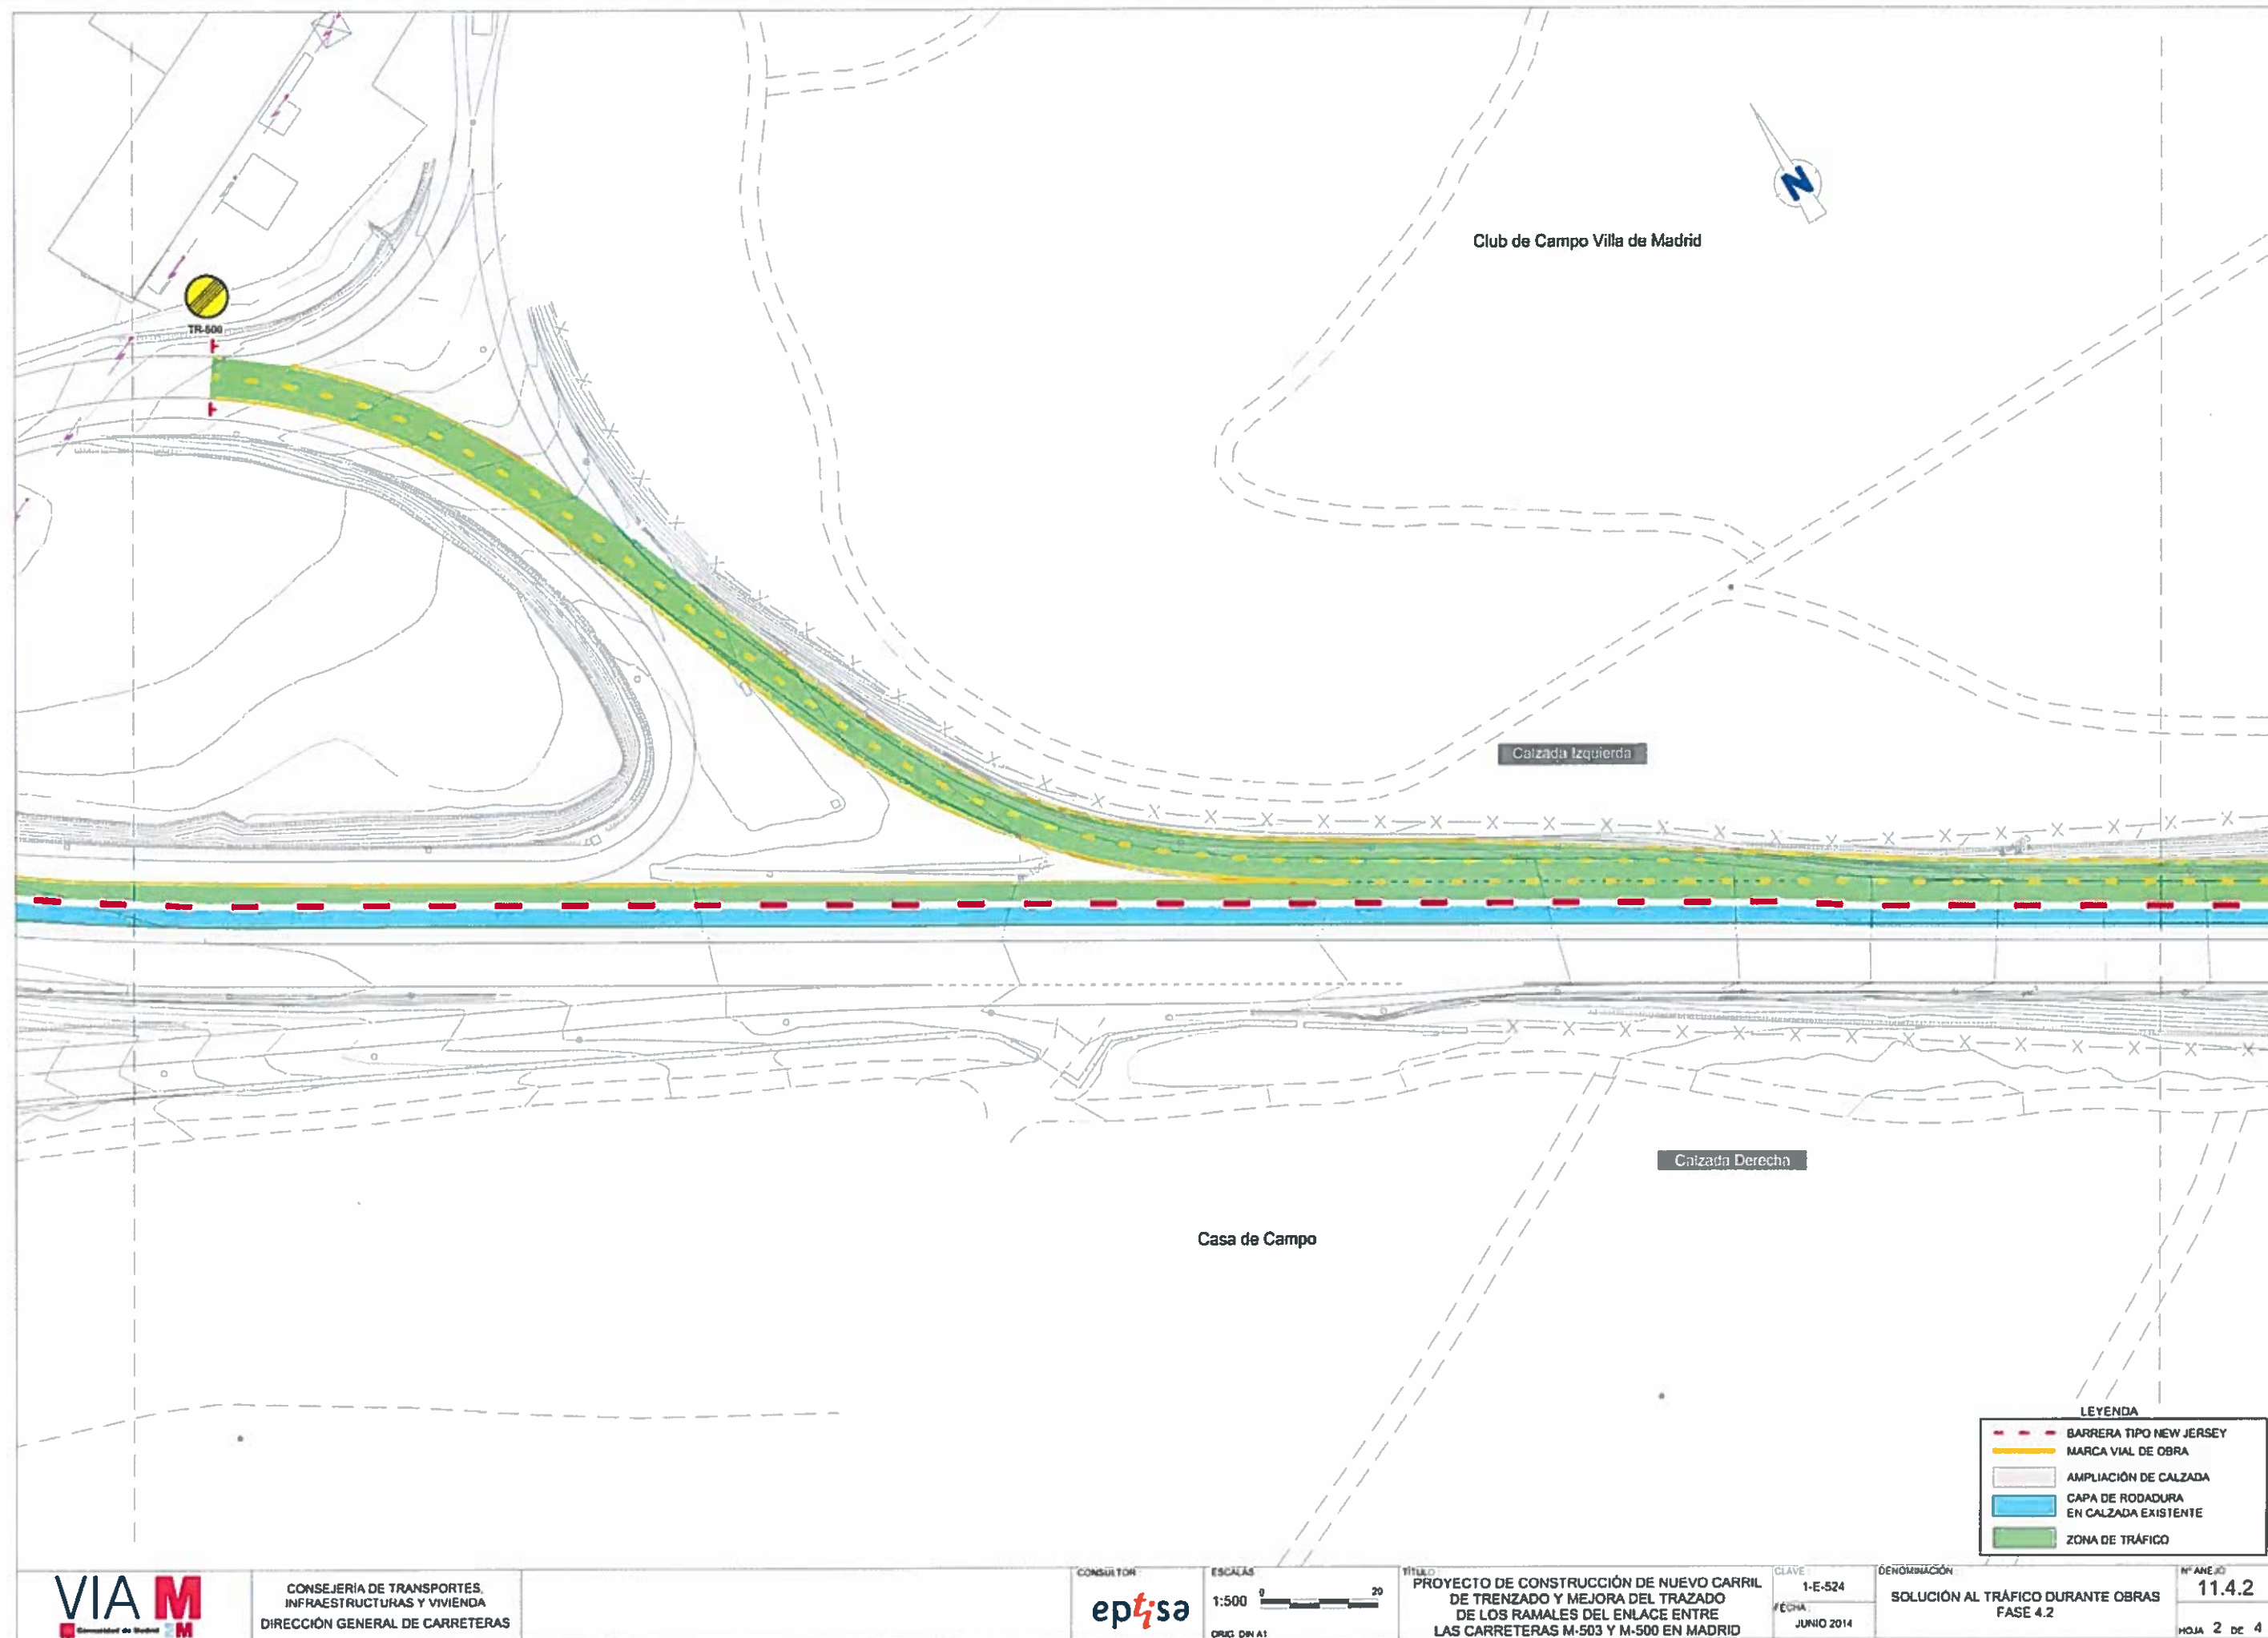 N
Club de Campo Villa de Madrid
TR-500
Calzada Izquierda
Calzada Derecha
Casa de Campo
LEYENDA
BARRERA TIPO NEW JERSEY
MARCA VIAL DE OBRA
AMPLIACIÓN DE CALZADA
CAPA DE RODADURA
EN CALZADA EXISTENTE
ZONA DE TRÁFICO
VIA M
Comunidad de Madrid
CONSEJERÍA DE TRANSPORTES,
INFRAESTRUCTURAS Y VIVIENDA
DIRECCIÓN GENERAL DE CARRETERAS
CONSULTOR
eptisa
ESCALAS
1:500
0 20
ORIG. DIN A1
TÍTULO
PROYECTO DE CONSTRUCCIÓN DE NUEVO CARRIL
DE TRENZADO Y MEJORA DEL TRAZADO
DE LOS RAMALES DEL ENLACE ENTRE
LAS CARRETERAS M-503 Y M-500 EN MADRID
CLAVE
1-E-524
FECHA
JUNIO 2014
DENOMINACIÓN
SOLUCIÓN AL TRÁFICO DURANTE OBRAS
FASE 4.2
Nº ANEJO
11.4.2
HOJA 2 DE 4